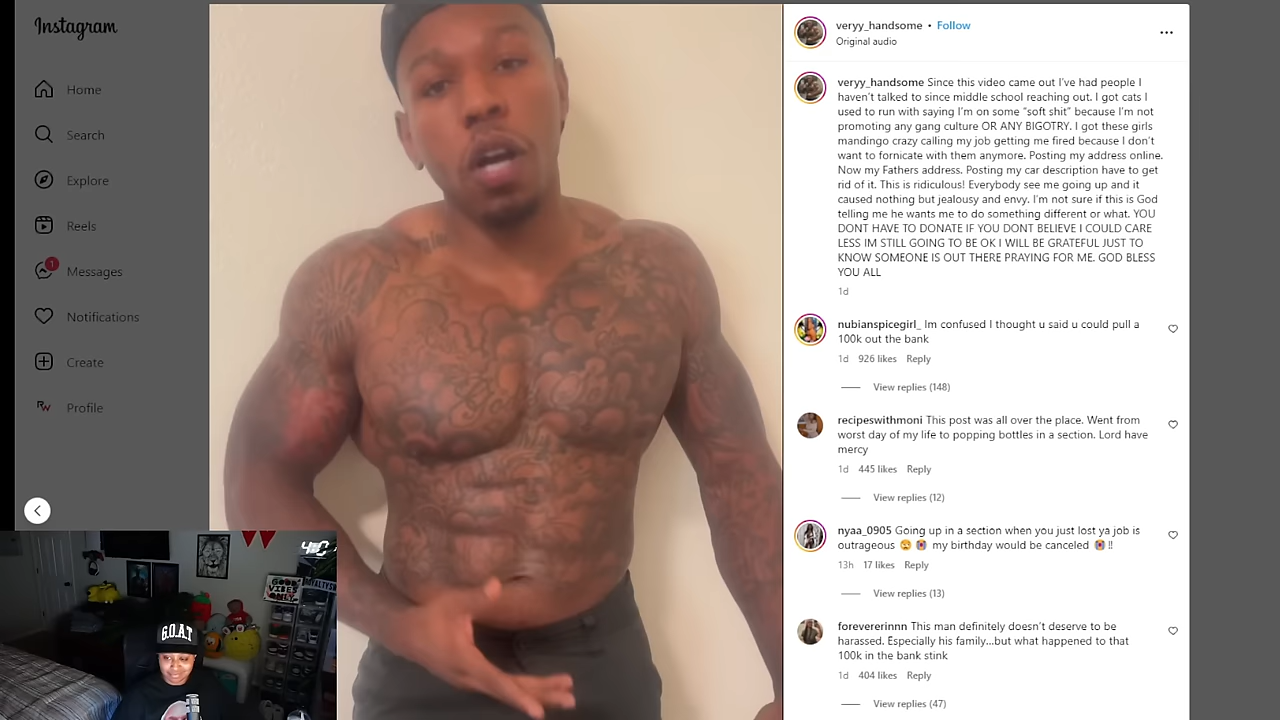 Instagram
Home
Search
Explore
Reels
1
Messages
Notifications
Create
Profile
veryy_handsome • Follow
Original audio
veryy_handsome Since this video came out I've had people I
haven't talked to since middle school reaching out. I got cats I
used to run with saying I'm on some "soft shit" because I'm not
promoting any gang culture OR ANY BIGOTRY. I got these girls
mandingo crazy calling my job getting me fired because I don't
want to fornicate with them anymore. Posting my address online.
Now my Fathers address. Posting my car description have to get
rid of it. This is ridiculous! Everybody see me going up and it
caused nothing but jealousy and envy. I'm not sure if this is God
telling me he wants me to do something different or what. YOU
DONT HAVE TO DONATE IF YOU DONT BELIEVE I COULD CARE
LESS IM STILL GOING TO BE OK I WILL BE GRATEFUL JUST TO
KNOW SOMEONE IS OUT THERE PRAYING FOR ME. GOD BLESS
YOU ALL
1d
nubianspicegirl_ Im confused I thought u said u could pull a
100k out the bank
1d 926 likes Reply
View replies (148)
recipeswithmoni This post was all over the place. Went from
worst day of my life to popping bottles in a section. Lord have
mercy
1d 445 likes Reply
View replies (12)
nyaa_0905 Going up in a section when you just lost ya job is
outrageous 😩 my birthday would be canceled !!
13h 17 likes Reply
View replies (13)
foreverer​innn This man definitely doesn't deserve to be
harassed. Especially his family...but what happened to that
100k in the bank stink
1d 404 likes Reply
View replies (47)
GOOD
VIBES
ONLY
G.O.A.T